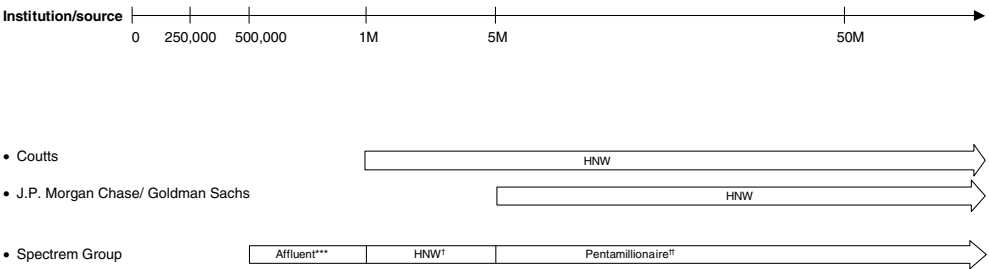 Institution/source
0 250,000 500,000 1M 5M 50M
• Coutts HNW
• J.P. Morgan Chase/ Goldman Sachs HNW
• Spectrem Group Affluent*** HNW† Pentamillionaire††